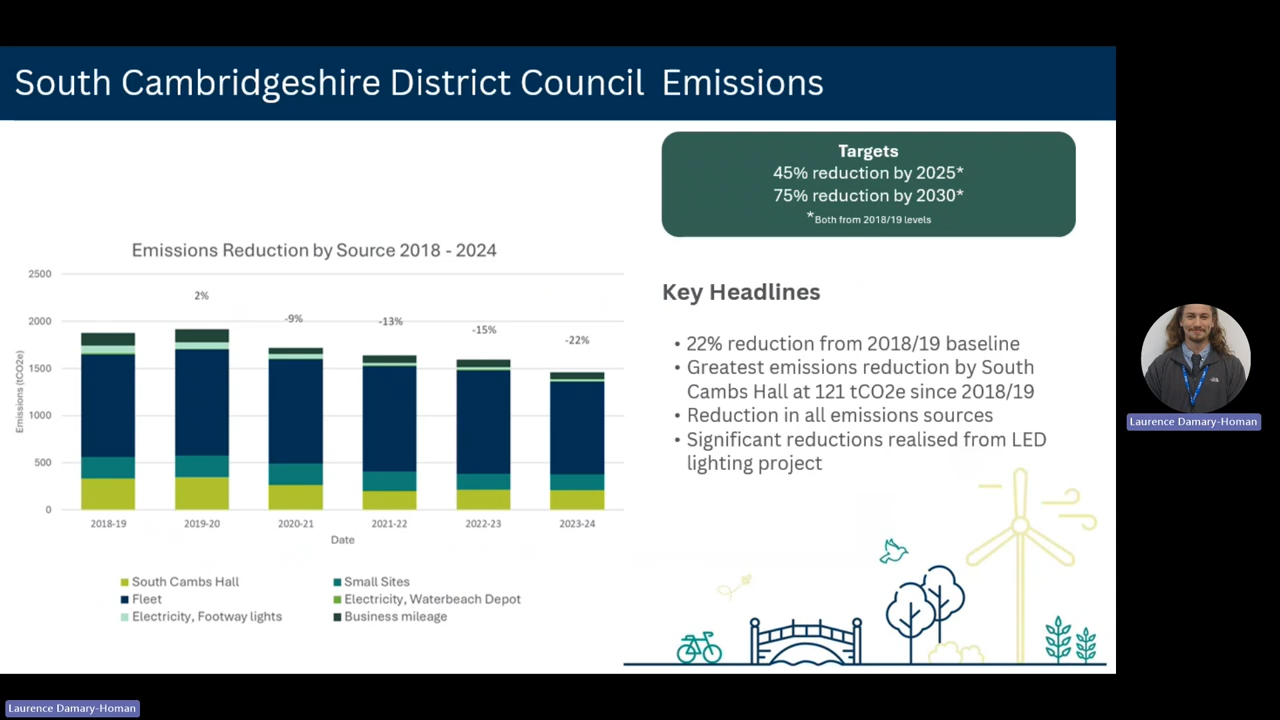 South Cambridgeshire District Council Emissions
Targets
45% reduction by 2025*
75% reduction by 2030*
*Both from 2018/19 levels
Emissions Reduction by Source 2018 - 2024
2500
2000
1500
1000
500
0
Emissions (tCO2e)
2%
-9%
-13%
-15%
-22%
2018-19
2019-20
2020-21
2021-22
2022-23
2023-24
Date
South Cambs Hall
Small Sites
Fleet
Electricity, Waterbeach Depot
Electricity, Footway lights
Business mileage
Key Headlines
• 22% reduction from 2018/19 baseline
• Greatest emissions reduction by South
Cambs Hall at 121 tCO2e since 2018/19
• Reduction in all emissions sources
• Significant reductions realised from LED
lighting project
Laurence Damary-Homan
Laurence Damary-Homan